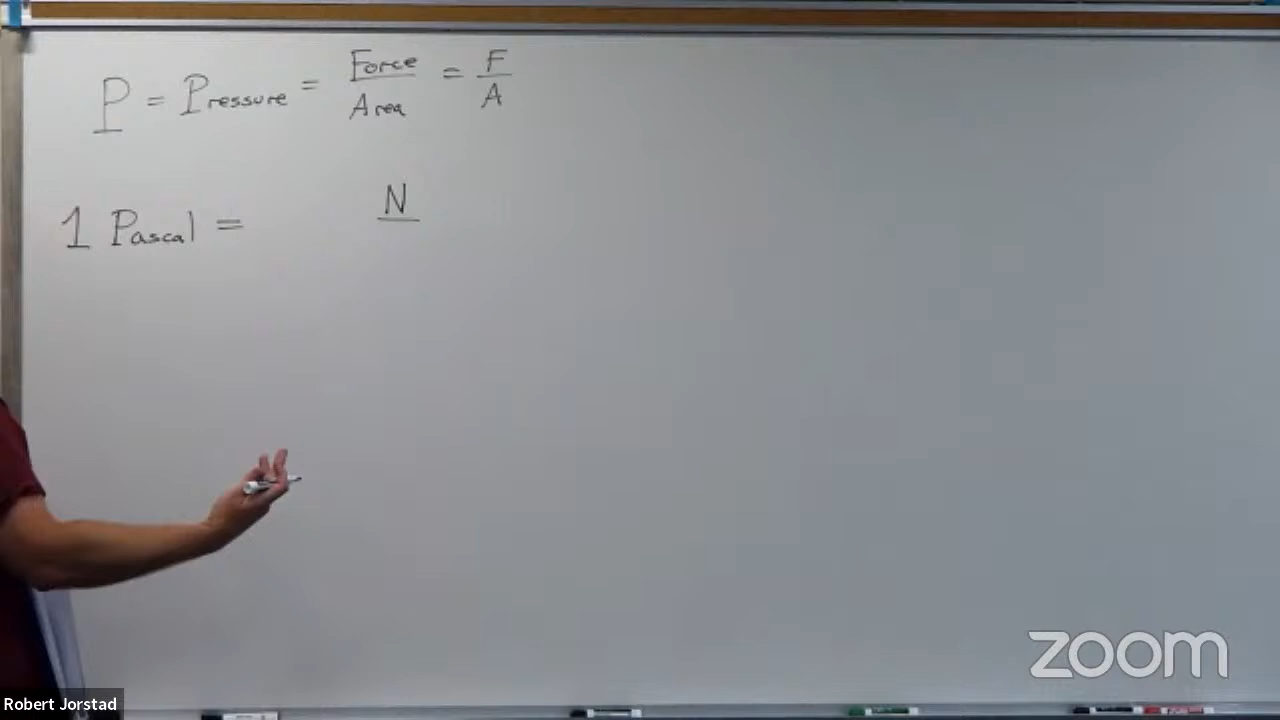 P = Pressure = Force / Area = F / A
1 Pascal = N
zoom
Robert Jorstad